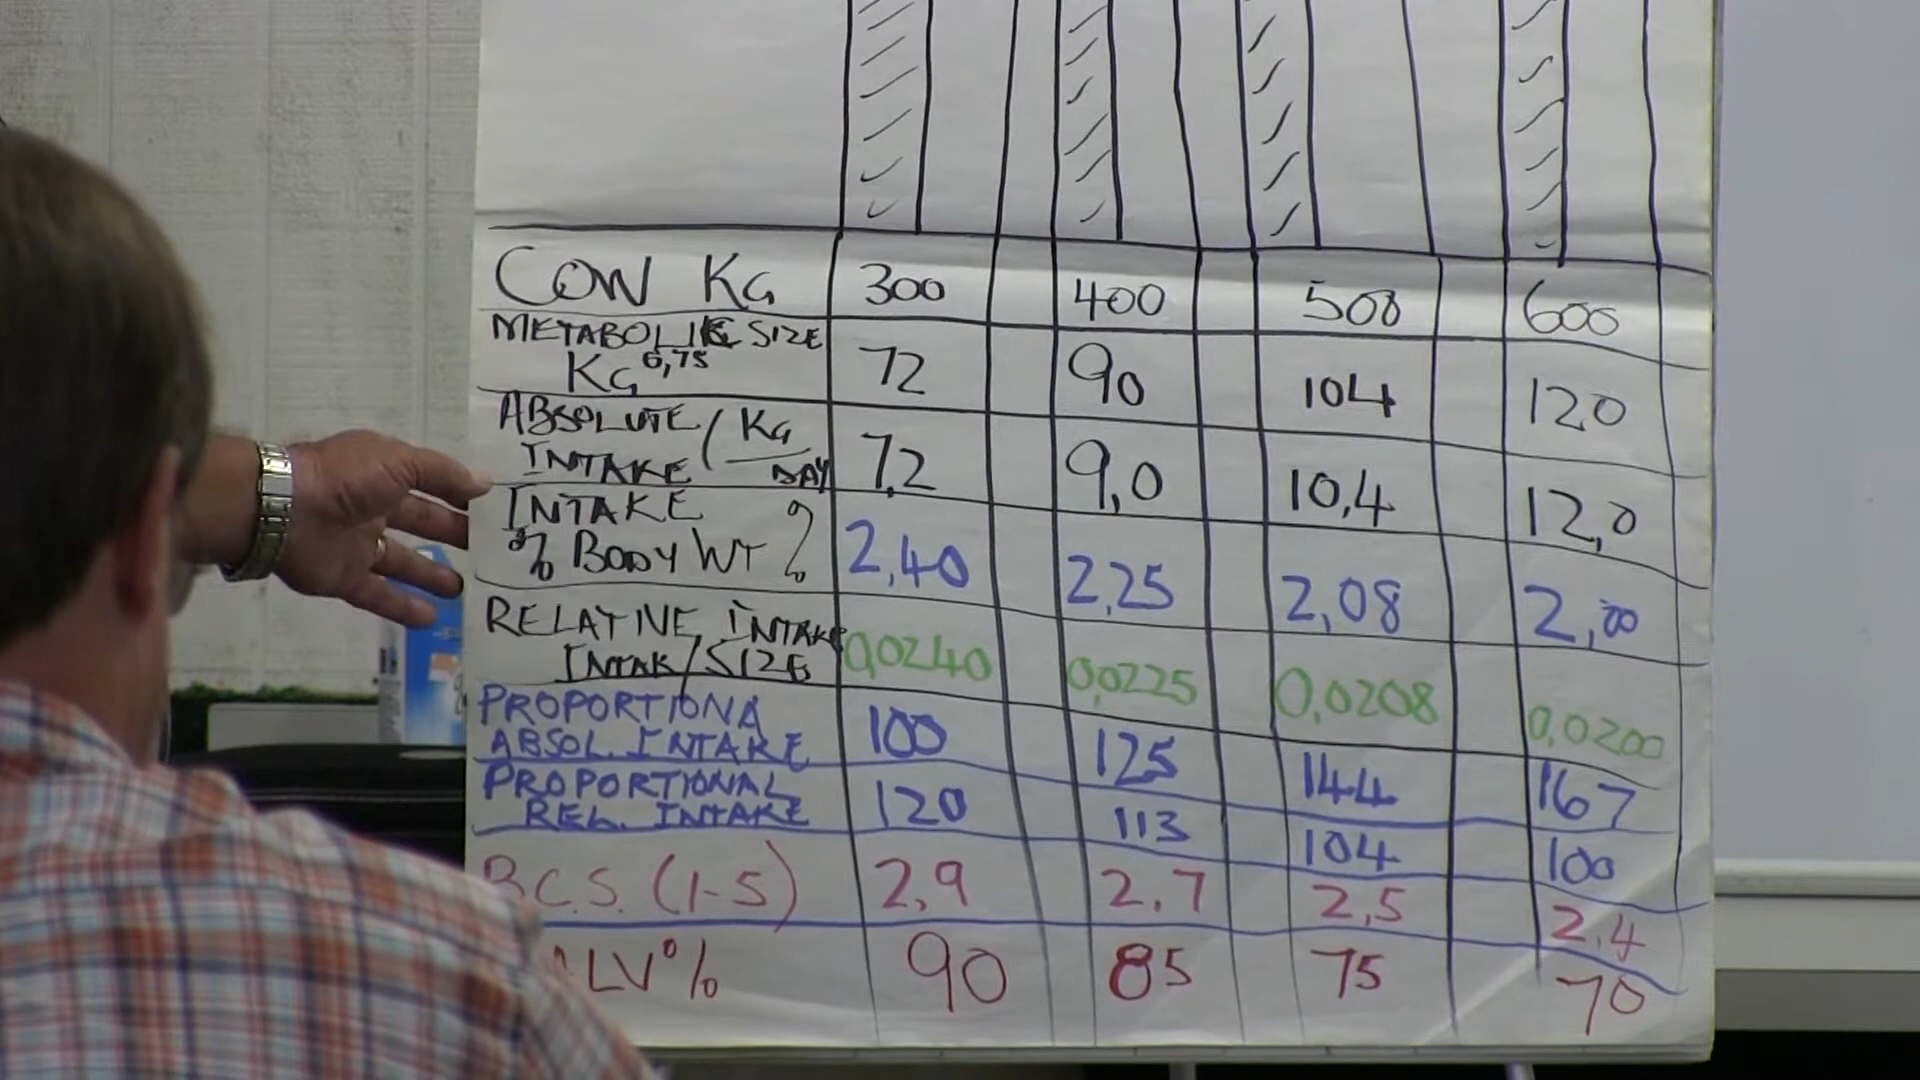 COW KG 300 400 500 600
METABOLIC SIZE
KG^0,75 72 90 104 120
ABSOLUTE / KG
INTAKE DAY 7,2 9,0 10,4 12,0
INTAKE
% BODY WT 2,40 2,25 2,08 2,00
RELATIVE INTAKE
INTAK/SIZE 0,0240 0,0225 0,0208 0,0200
PROPORTIONA
ABSOL. INTAKE 100 125 144 167
PROPORTIONAL
REL. INTAKE 120 113 104 100
B.C.S. (1-5) 2,9 2,7 2,5 2,4
LV% 90 85 75 70